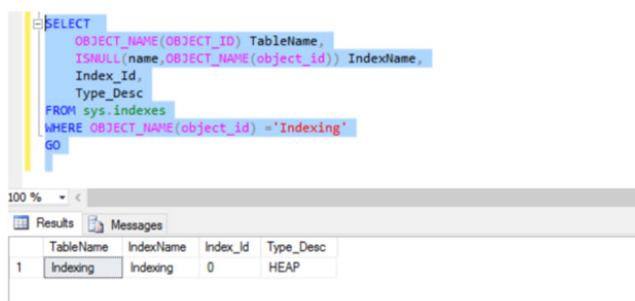 SELECT
OBJECT_NAME(OBJECT_ID) TableName,
ISNULL(name,OBJECT_NAME(object_id)) IndexName,
Index_Id,
Type_Desc
FROM sys.indexes
WHERE OBJECT_NAME(object_id) ='Indexing'
GO
100 %
Results Messages
TableName IndexName Index_Id Type_Desc
1 Indexing Indexing 0 HEAP